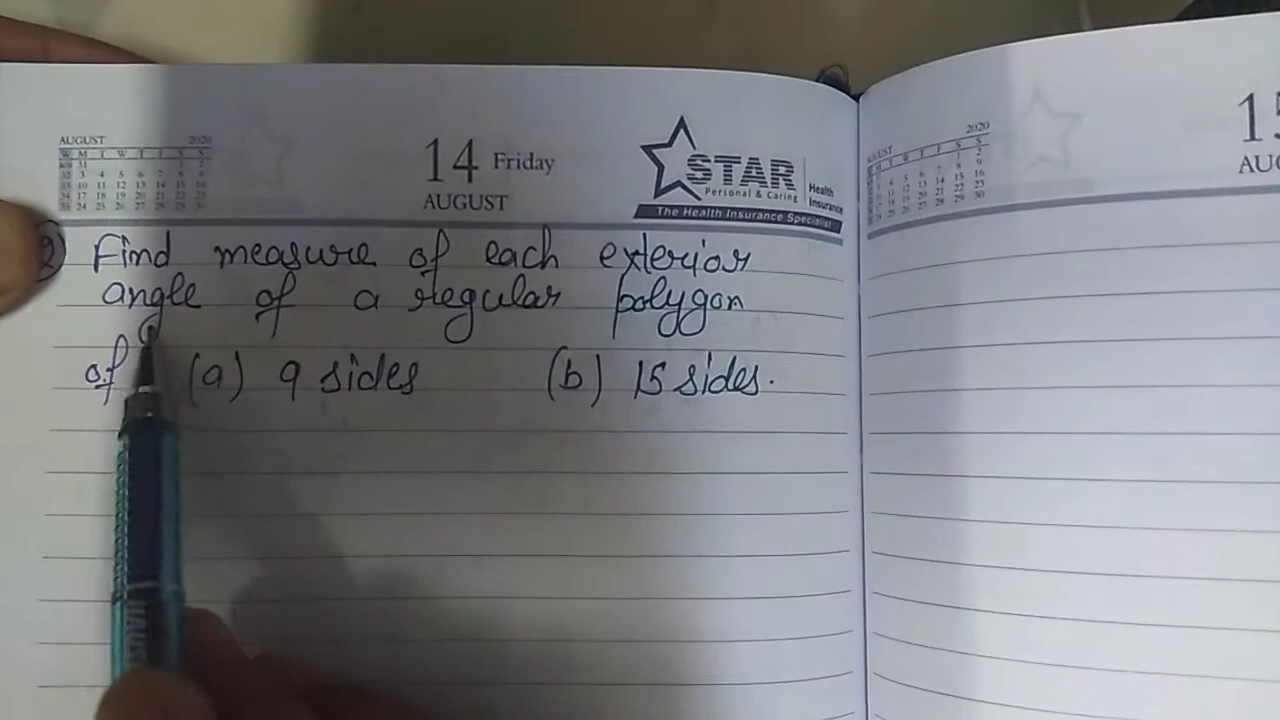 AUGUST 2020
14 Friday
AUGUST
STAR
Personal & Caring
Health
Insurance
The Health Insurance Specialist
2020
15
2) Find measure of each exterior
angle of a regular polygon
of (a) 9 sides (b) 15 sides.